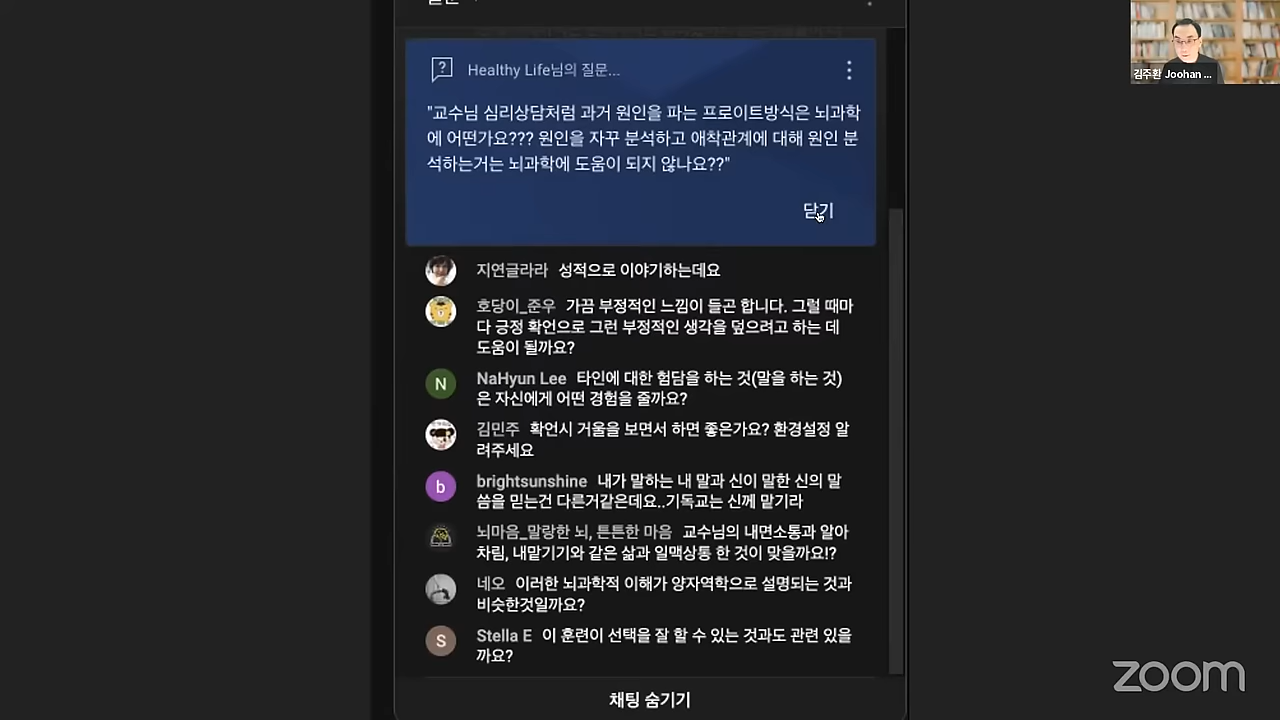 Healthy Life님의 질문...
"교수님 심리상담처럼 과거 원인을 파는 프로이트방식은 뇌과학
에 어떤가요??? 원인을 자꾸 분석하고 애착관계에 대해 원인 분
석하는거는 뇌과학에 도움이 되지 않나요??"
닫기
지연글라라 성적으로 이야기하는데요
호당이_준우 가끔 부정적인 느낌이 들곤 합니다. 그럴 때마
다 긍정 확언으로 그런 부정적인 생각을 덮으려고 하는 데
도움이 될까요?
N NaHyun Lee 타인에 대한 험담을 하는 것(말을 하는 것)
은 자신에게 어떤 경험을 줄까요?
김민주 확언시 거울을 보면서 하면 좋은가요? 환경설정 알
려주세요
b brightsunshine 내가 말하는 내 말과 신이 말한 신의 말
씀을 믿는건 다른거같은데요..기독교는 신께 맡기라
뇌마음_말랑한 뇌, 튼튼한 마음 교수님의 내면소통과 알아
차림, 내맡기기와 같은 삶과 일맥상통 한 것이 맞을까요!?
네오 이러한 뇌과학적 이해가 양자역학으로 설명되는 것과
비슷한것일까요?
S Stella E 이 훈련이 선택을 잘 할 수 있는 것과도 관련 있을
까요?
채팅 숨기기
김주환 Joohan ...
zoom